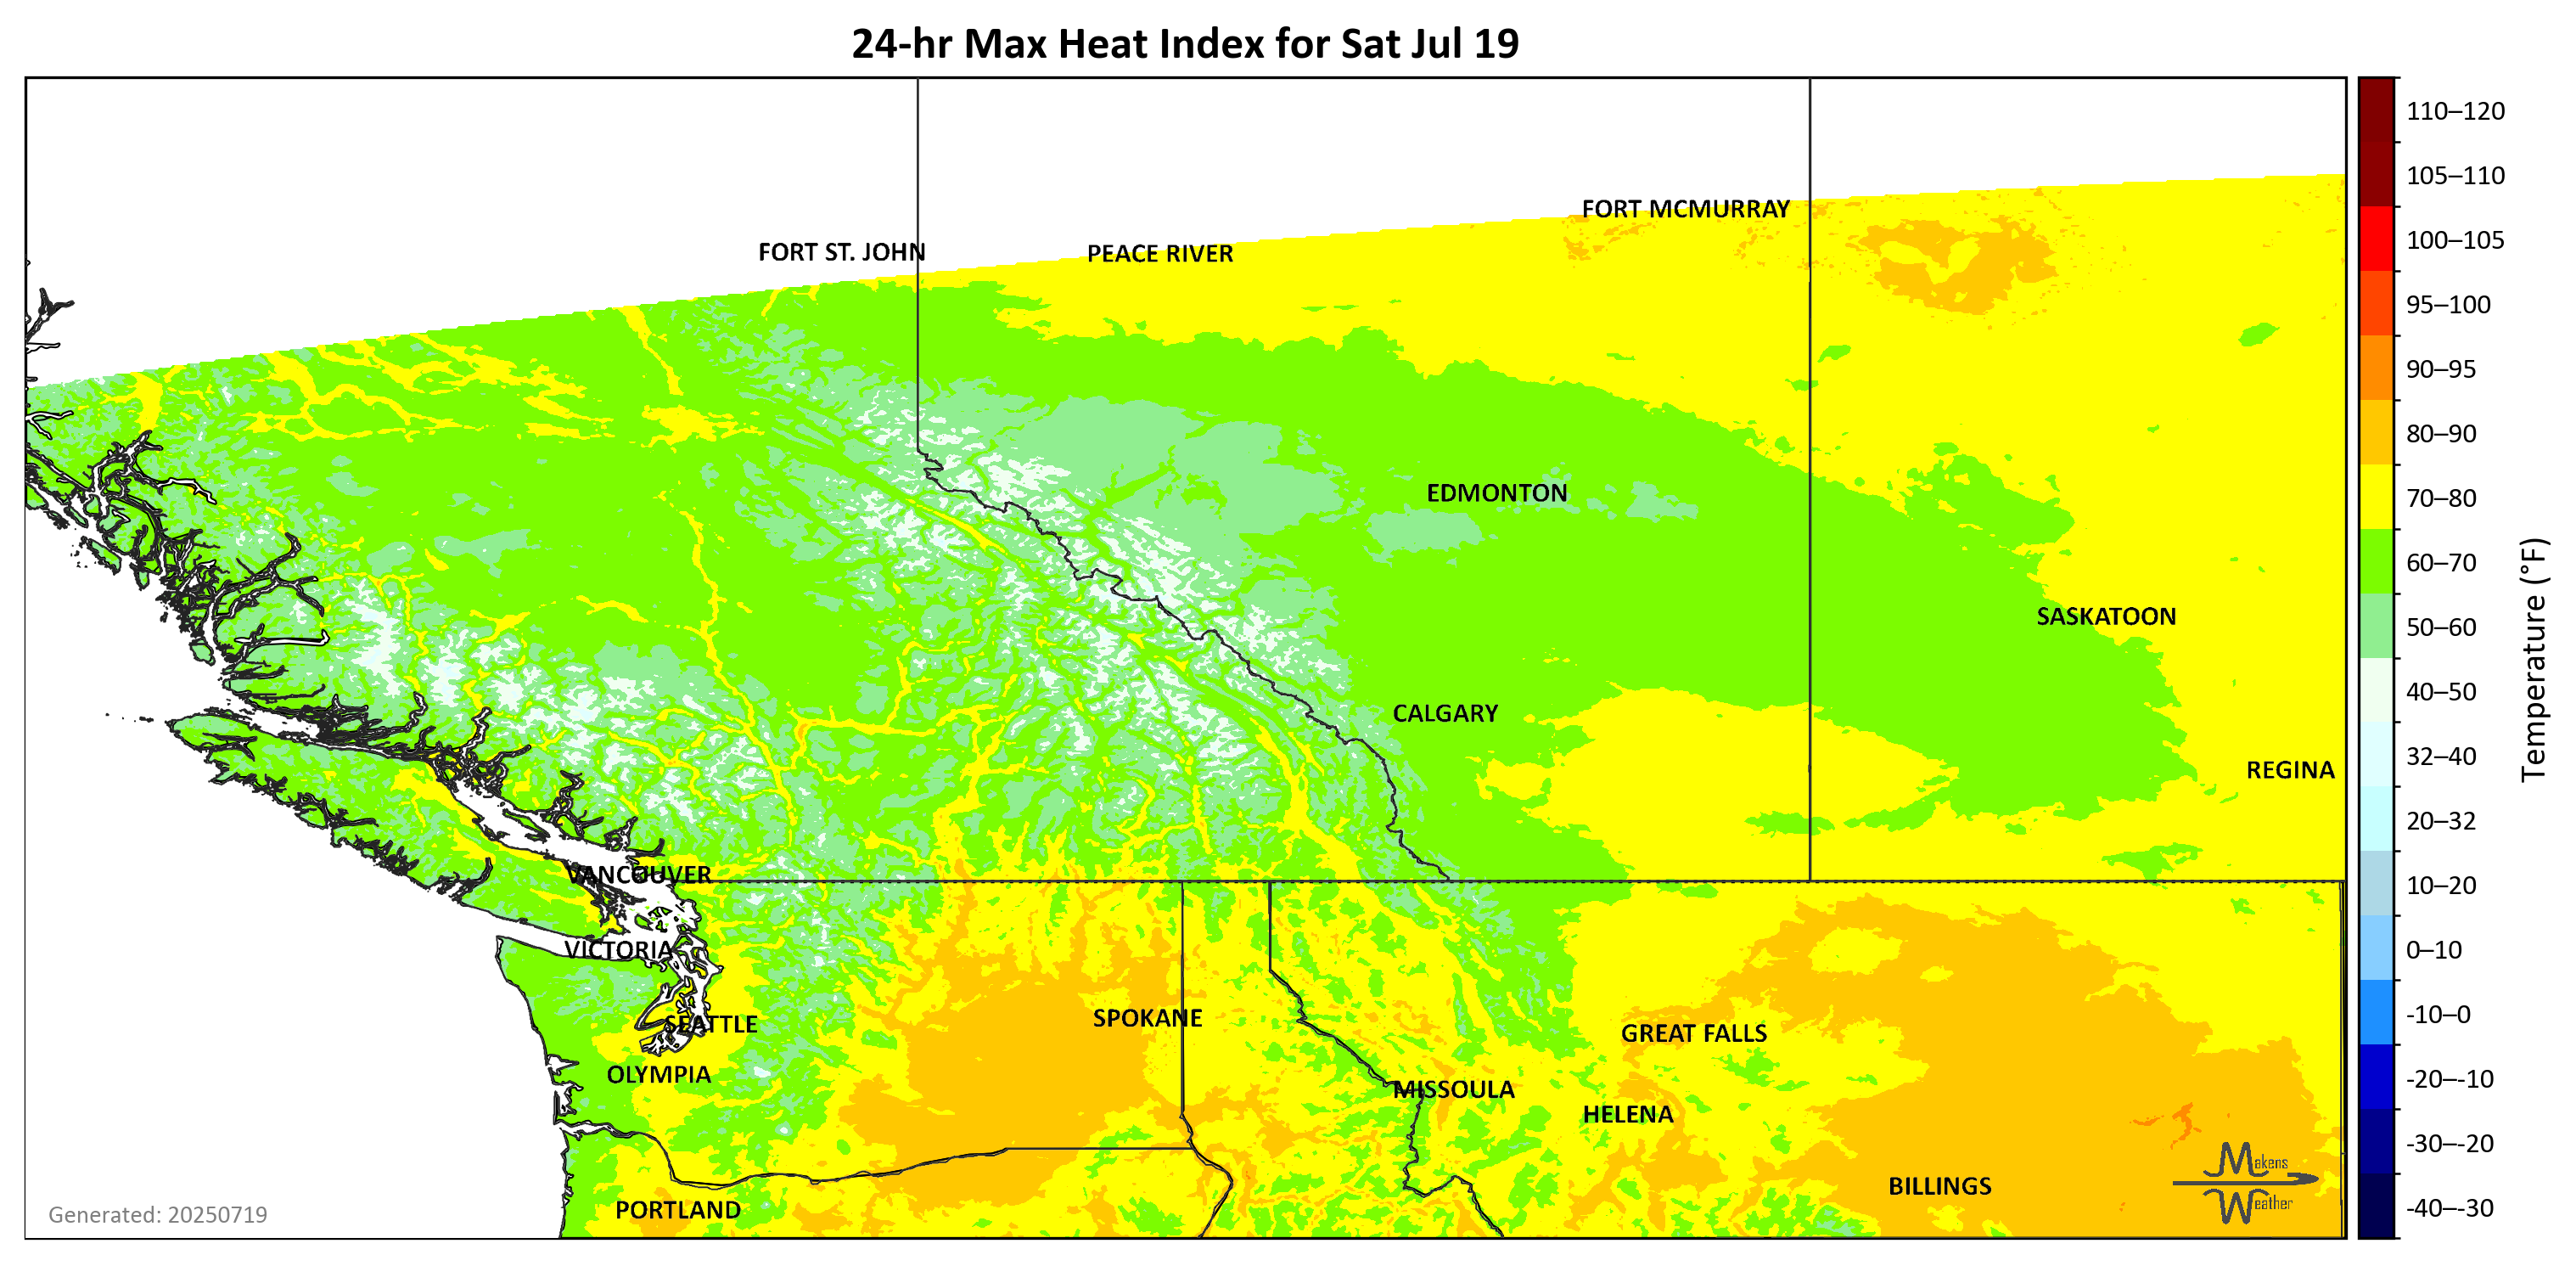 24-hr Max Heat Index for Sat Jul 19
110–120
105–110
FORT MCMURRAY
100–105
FORT ST. JOHN
PEACE RIVER
95–100
90–95
80–90
EDMONTON
70–80
60–70
SASKATOON
50–60
Temperature (°F)
40–50
CALGARY
REGINA
32–40
20–32
VANCOUVER
10–20
VICTORIA
0–10
SEATTLE
SPOKANE
GREAT FALLS
-10–0
OLYMPIA
MISSOULA
-20–-10
HELENA
-30–-20
Makens
Weather
BILLINGS
PORTLAND
-40–-30
Generated: 20250719